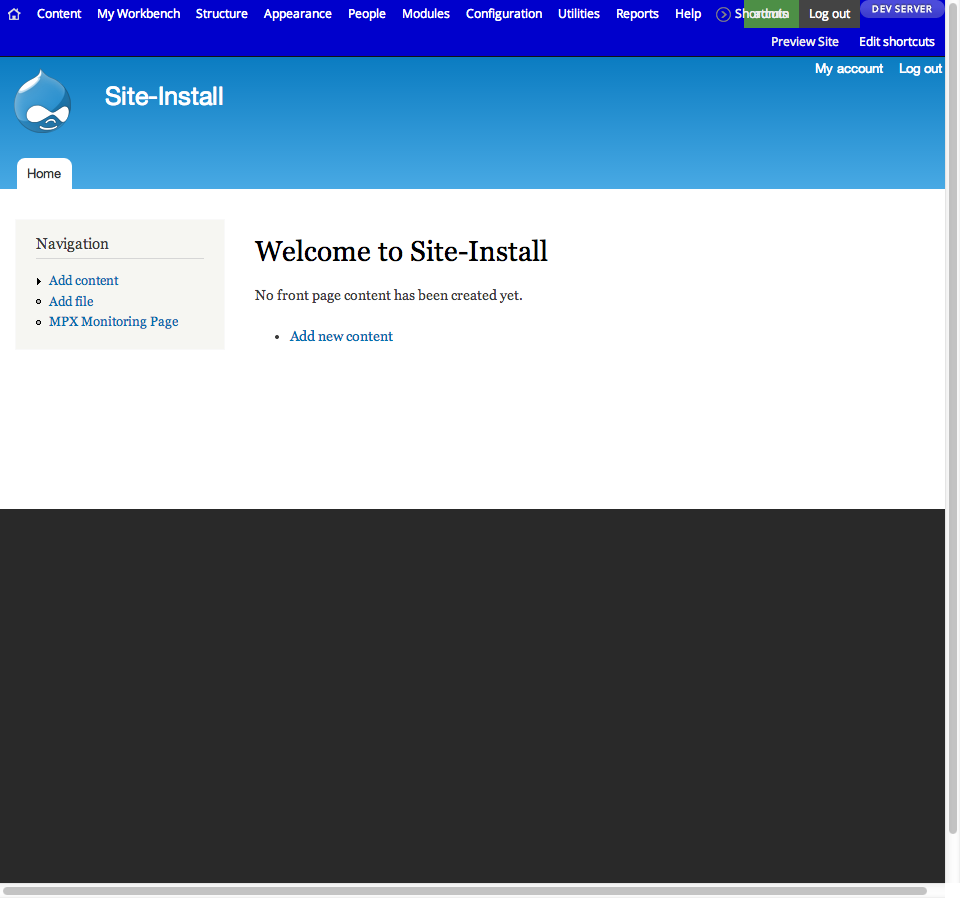 Content My Workbench Structure Appearance People Modules Configuration Utilities Reports Help Shortcuts Log out DEV SERVER
Preview Site Edit shortcuts
My account Log out
Site-Install
Home
Navigation
Add content
Add file
MPX Monitoring Page
Welcome to Site-Install
No front page content has been created yet.
Add new content